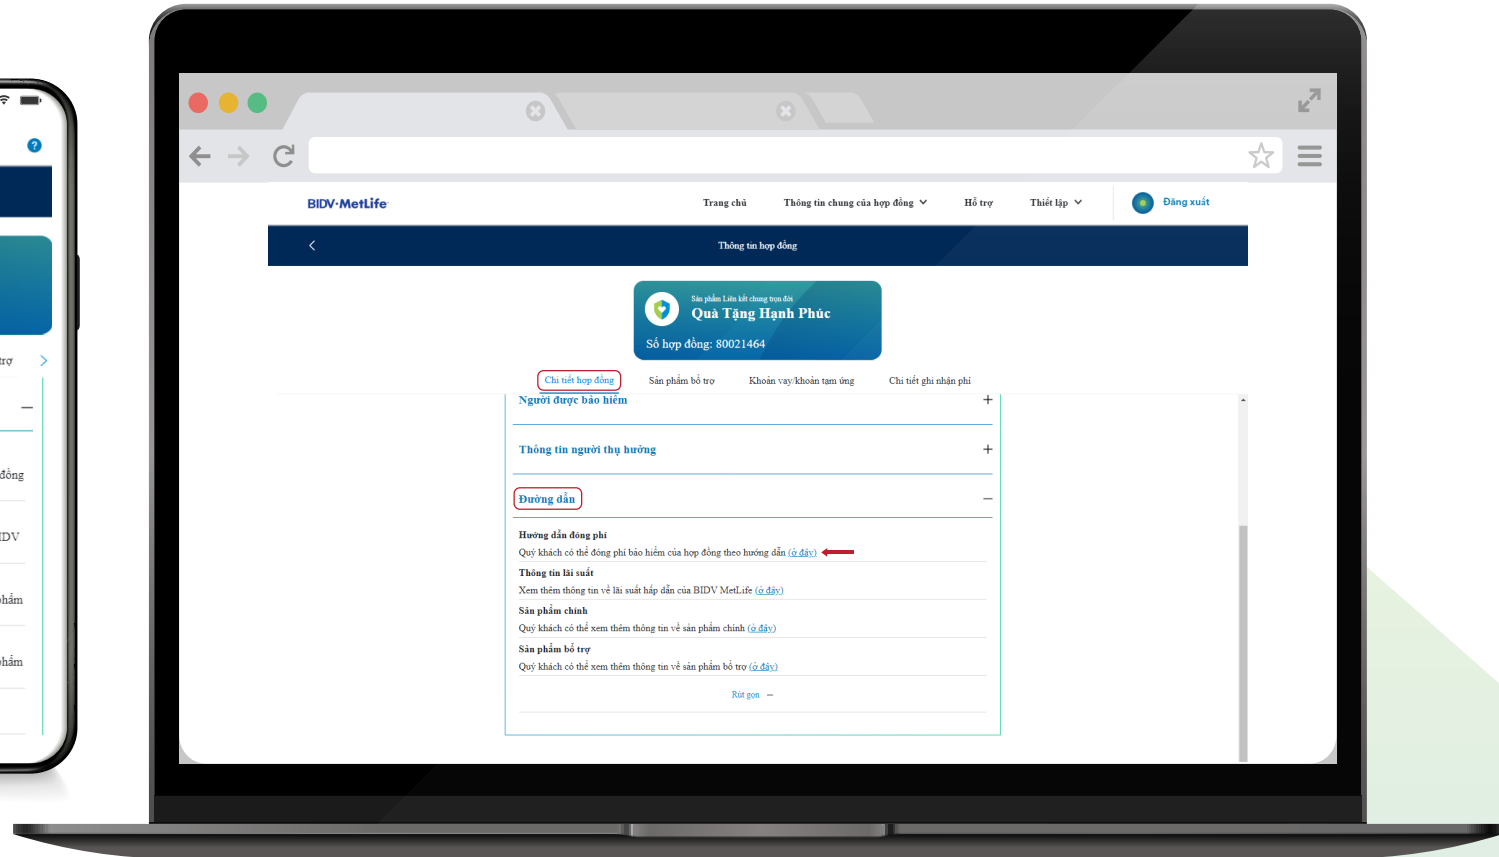 ?
trợ
đồng
IDV
phẩm
phẩm
BIDV MetLife
Trang chủ
Thông tin chung của hợp đồng
Hỗ trợ
Thiết lập
Đăng xuất
Thông tin hợp đồng
Sản phẩm Liên kết chung trọn đời
Quà Tặng Hạnh Phúc
Số hợp đồng: 80021464
Chi tiết hợp đồng
Sản phẩm bổ trợ
Khoản vay/khoản tạm ứng
Chi tiết ghi nhận phí
Người được bảo hiểm
Thông tin người thụ hưởng
Đường dẫn
Hướng dẫn đóng phí
Quý khách có thể đóng phí bảo hiểm của hợp đồng theo hướng dẫn (ở đây)
Thông tin lãi suất
Xem thêm thông tin về lãi suất hấp dẫn của BIDV MetLife (ở đây)
Sản phẩm chính
Quý khách có thể xem thêm thông tin về sản phẩm chính (ở đây)
Sản phẩm bổ trợ
Quý khách có thể xem thêm thông tin về sản phẩm bổ trợ (ở đây)
Rút gọn